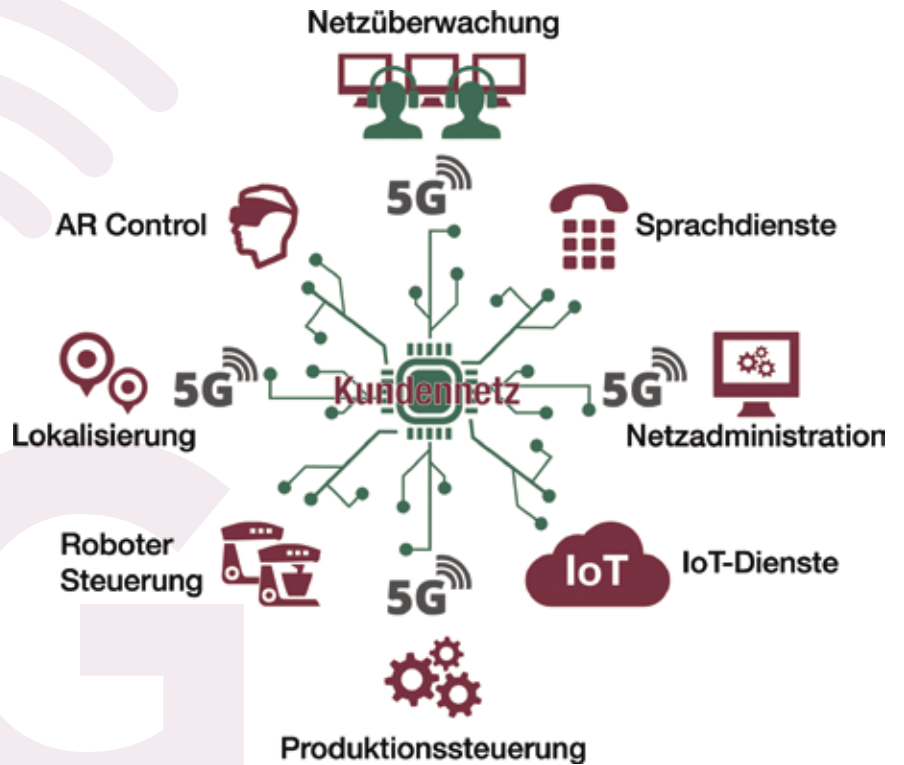 Netzüberwachung
5G
AR Control
Sprachdienste
5G
Kundennetz
5G
Lokalisierung
Netzadministration
Roboter
Steuerung
IoT
IoT-Dienste
5G
Produktionssteuerung
G